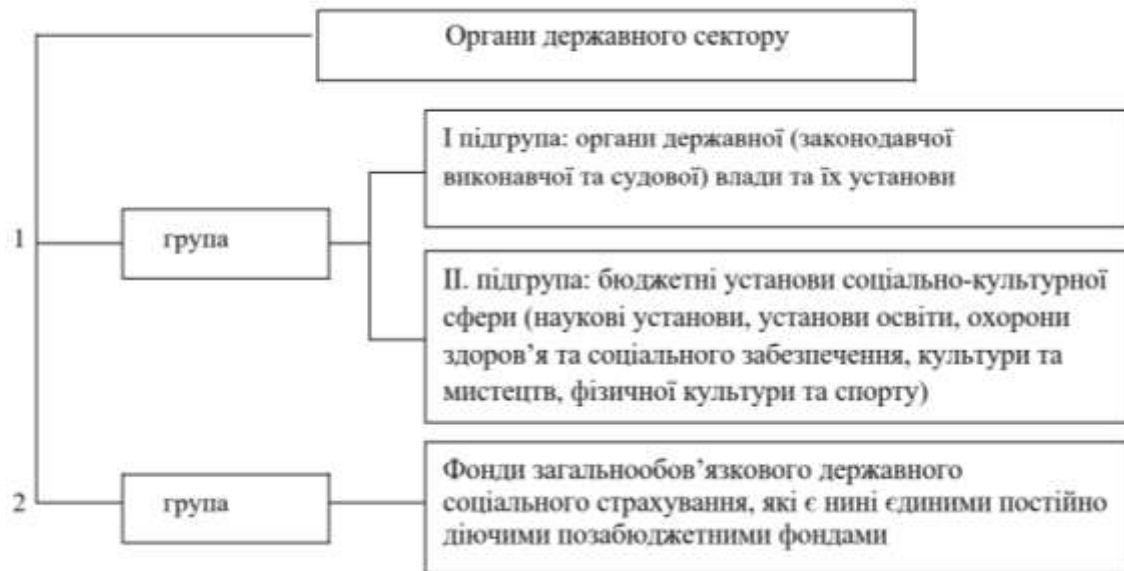 Органи державного сектору
І підгрупа: органи державної (законодавчої
виконавчої та судової) влади та їх установи
1
група
ІІ. підгрупа: бюджетні установи соціально-культурної
сфери (наукові установи, установи освіти, охорони
здоров’я та соціального забезпечення, культури та
мистецтв, фізичної культури та спорту)
2
група
Фонди загальнообов’язкового державного
соціального страхування, які є нині єдиними постійно
діючими позабюджетними фондами